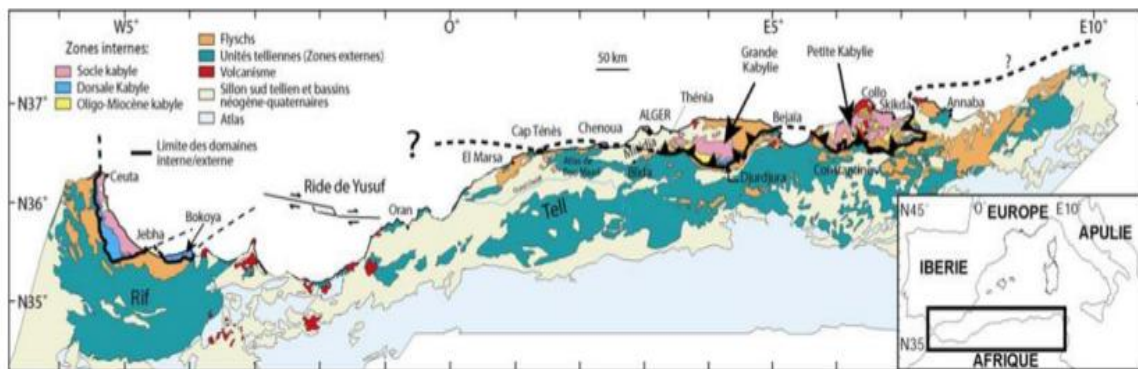 W5°
O°
E5°
E10°
Zones internes:
Socle kabyle
Dorsale Kabyle
Oligo-Miocène kabyle
Flyschs
Unités telliennes (Zones externes)
Volcanisme
Sillon sud tellien et bassins
néogène-quaternaires
Atlas
Limite des domaines
interne/externe
50 km
Grande
Kabylie
Petite Kabylie
?
N37°
N36°
N35°
Collo
Skikda
Annaba
Thénia
ALGER
Chenoua
Cap Ténès
El Marsa
Bejaia
Blida
Djurdjura
Constantinois
?
Ceuta
Jebha
Bokoya
Ride de Yusuf
Oran
Tell
Rif
N45°
O°
EUROPE
E10°
APULIE
IBERIE
N35°
AFRIQUE